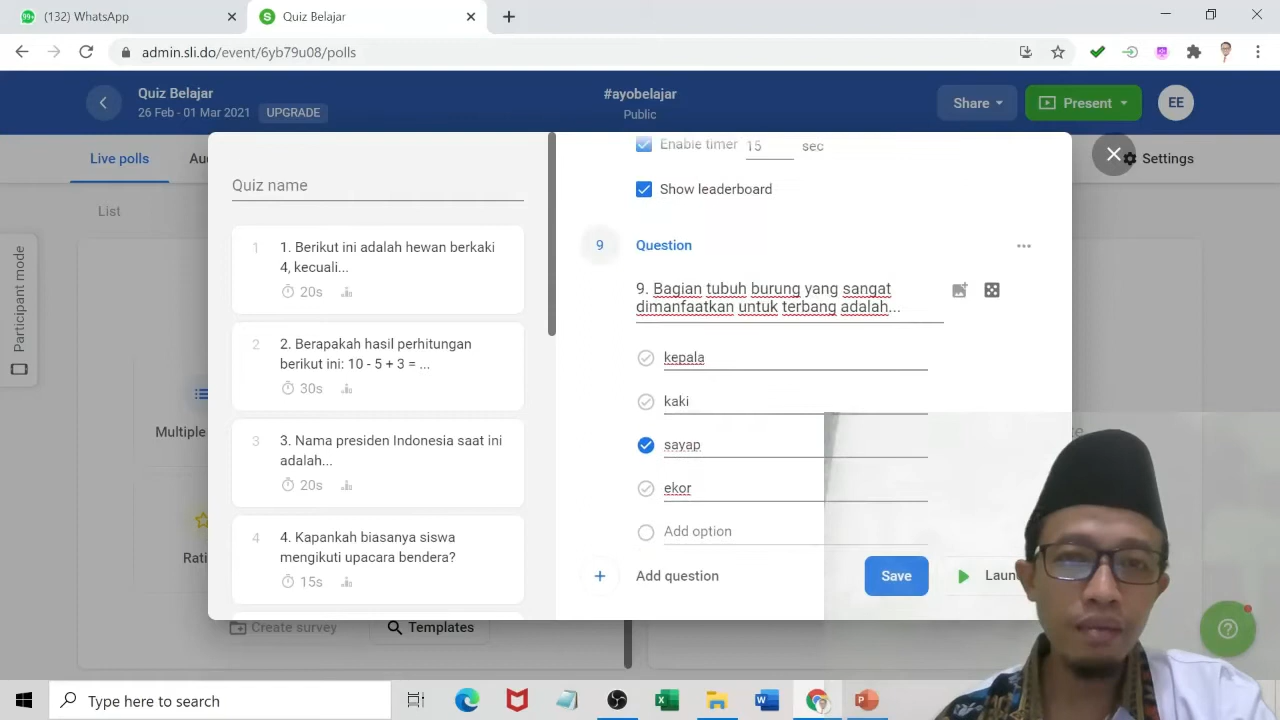 (132) WhatsApp
Quiz Belajar
admin.sli.do/event/6yb79u08/polls
Quiz Belajar
26 Feb - 01 Mar 2021
UPGRADE
#ayobelajar
Public
Share
Present
EE
Live polls
Settings
List
Participant mode
Multiple
Create survey
Templates
Quiz name
1
1. Berikut ini adalah hewan berkaki
4, kecuali...
20s
2
2. Berapakah hasil perhitungan
berikut ini: 10 - 5 + 3 = ...
30s
3
3. Nama presiden Indonesia saat ini
adalah...
20s
4
4. Kapankah biasanya siswa
mengikuti upacara bendera?
15s
Enable timer 15 sec
Show leaderboard
9
Question
9. Bagian tubuh burung yang sangat
dimanfaatkan untuk terbang adalah...
kepala
kaki
sayap
ekor
Add option
Add question
Save
Type here to search